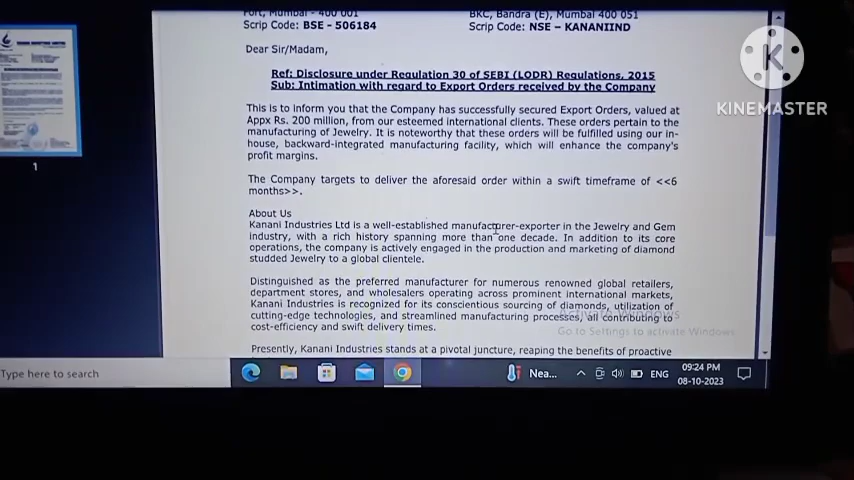 Fort, Mumbai - 400 001
BKC, Bandra (E), Mumbai 400 051
Scrip Code: BSE - 506184
Scrip Code: NSE – KANANIIND
Dear Sir/Madam,
Ref: Disclosure under Regulation 30 of SEBI (LODR) Regulations, 2015
Sub: Intimation with regard to Export Orders received by the Company
This is to inform you that the Company has successfully secured Export Orders, valued at
Appx Rs. 200 million, from our esteemed international clients. These orders pertain to the
manufacturing of Jewelry. It is noteworthy that these orders will be fulfilled using our in-
house, backward-integrated manufacturing facility, which will enhance the company's
profit margins.
The Company targets to deliver the aforesaid order within a swift timeframe of <<6
months>>.
About Us
Kanani Industries Ltd is a well-established manufacturer-exporter in the Jewelry and Gem
industry, with a rich history spanning more than one decade. In addition to its core
operations, the company is actively engaged in the production and marketing of diamond
studded Jewelry to a global clientele.
Distinguished as the preferred manufacturer for numerous renowned global retailers,
department stores, and wholesalers operating across prominent international markets,
Kanani Industries is recognized for its conscientious sourcing of diamonds, utilization of
cutting-edge technologies, and streamlined manufacturing processes, all contributing to
cost-efficiency and swift delivery times.
Presently, Kanani Industries stands at a pivotal juncture, reaping the benefits of proactive
Activate Windows
Go to Settings to activate Windows.
1
K
KINEMASTER
Type here to search
Nea...
ENG
09:24 PM
08-10-2023